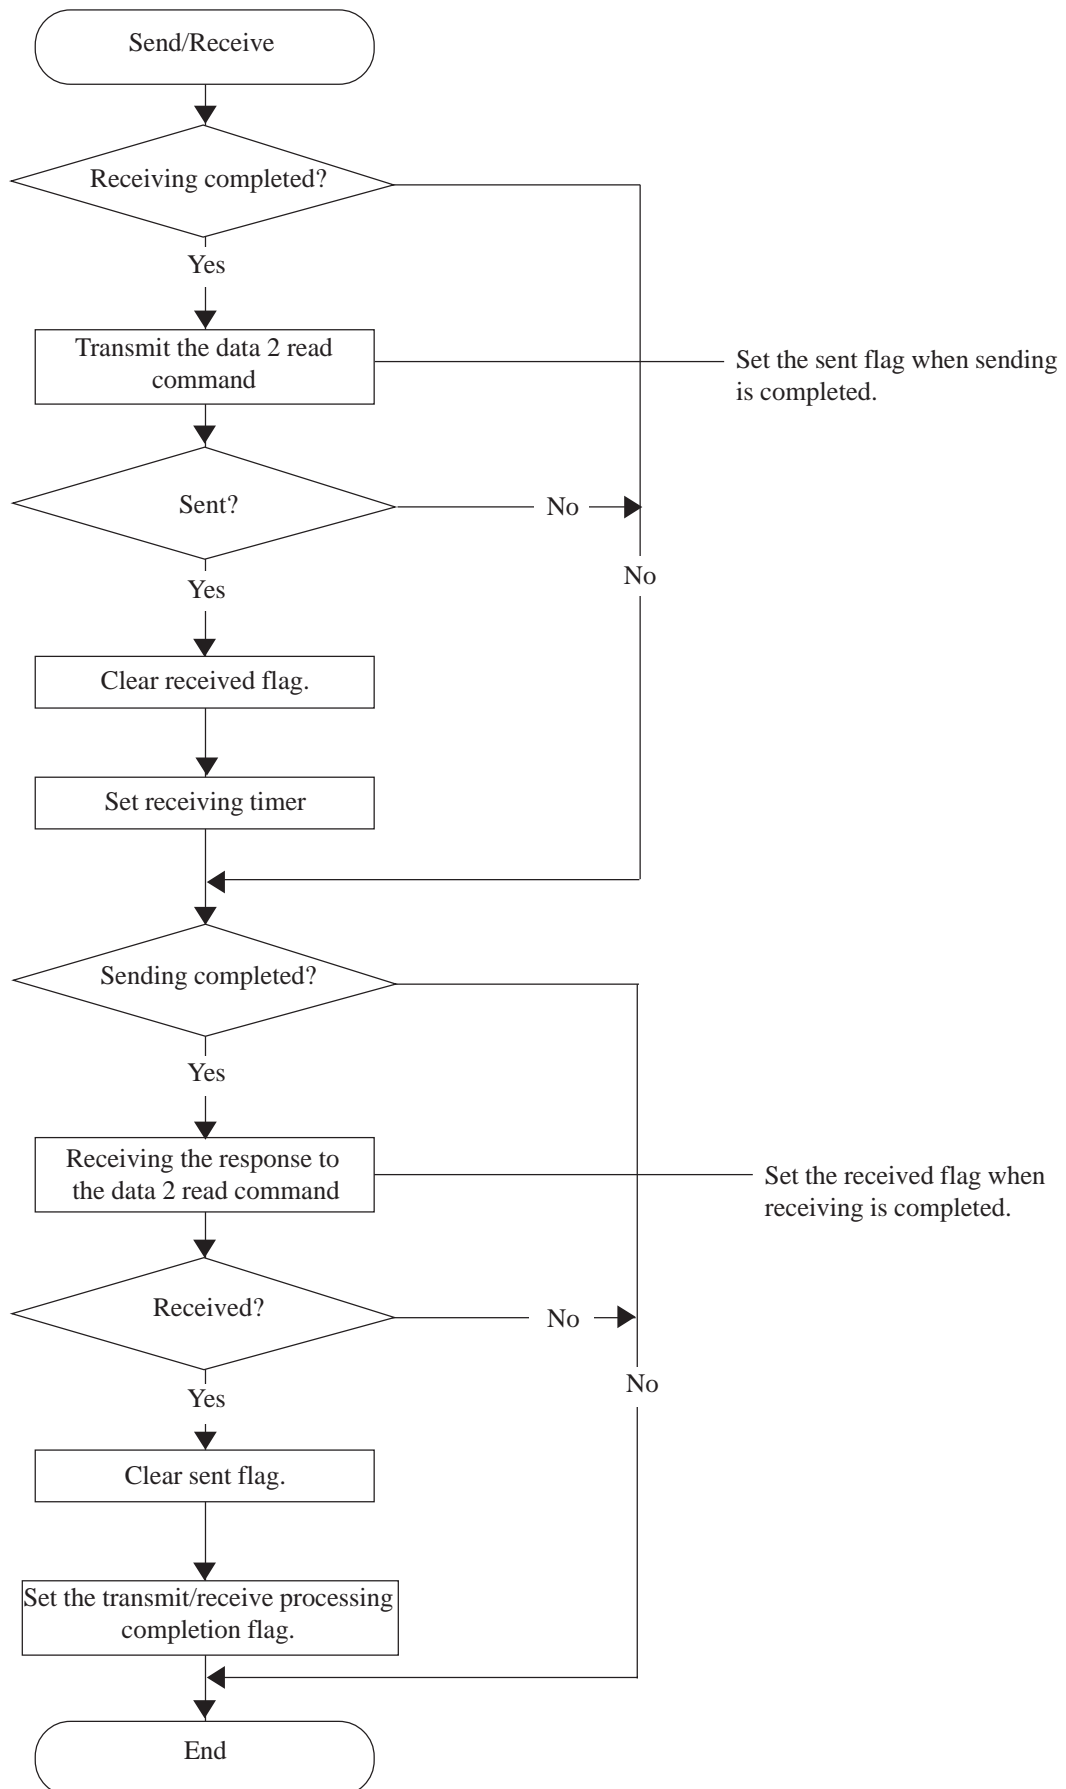 Send/Receive
Receiving completed?
Yes
Transmit the data 2 read
command
Set the sent flag when sending
is completed.
Sent?
No
No
Yes
Clear received flag.
Set receiving timer
Sending completed?
Yes
Receiving the response to
the data 2 read command
Set the received flag when
receiving is completed.
Received?
No
No
Yes
Clear sent flag.
Set the transmit/receive processing
completion flag.
End